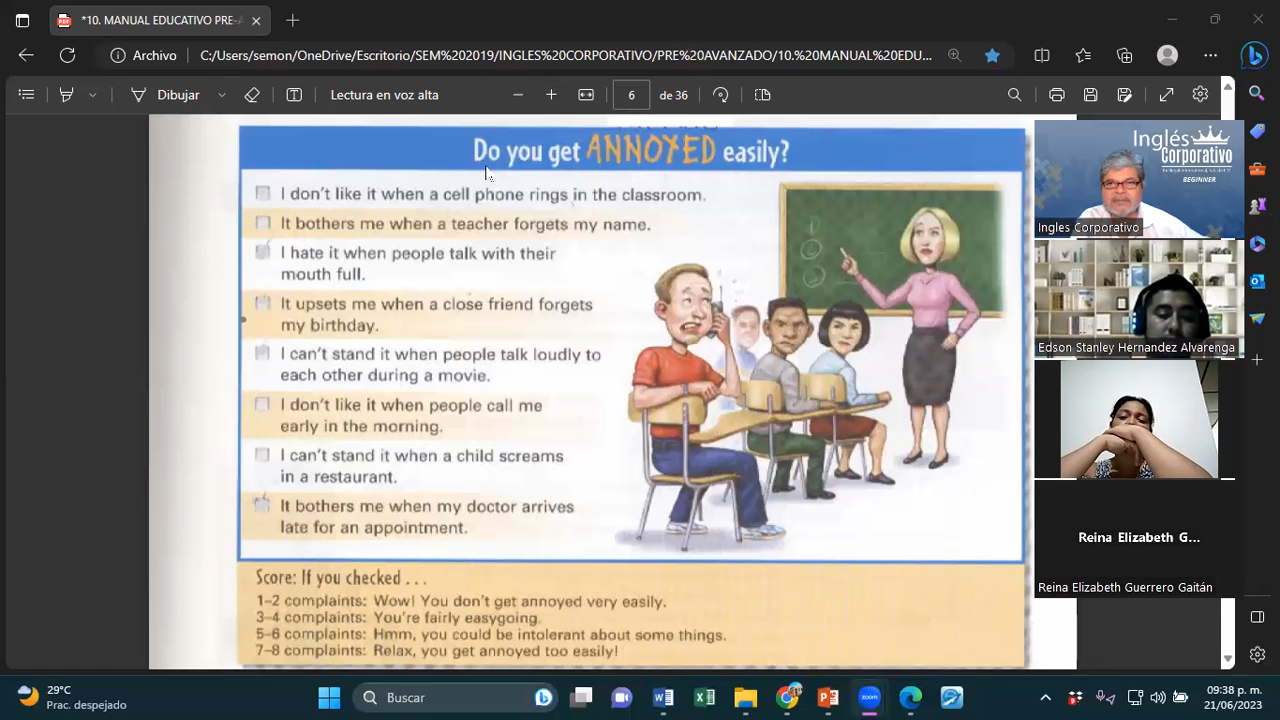 *10. MANUAL EDUCATIVO PRE-A
Archivo
C:/Users/semon/OneDrive/Escritorio/SEM%202019/INGLES%20CORPORATIVO/PRE%20AVANZADO/10.%20MANUAL%20EDU...
Dibujar
Lectura en voz alta
6
de 36
Do you get ANNOYED easily?
I don't like it when a cell phone rings in the classroom.
It bothers me when a teacher forgets my name.
I hate it when people talk with their
mouth full.
It upsets me when a close friend forgets
my birthday.
I can't stand it when people talk loudly to
each other during a movie.
I don't like it when people call me
early in the morning.
I can't stand it when a child screams
in a restaurant.
It bothers me when my doctor arrives
late for an appointment.
Score: If you checked . . .
1–2 complaints: Wow! You don't get annoyed very easily.
3–4 complaints: You're fairly easygoing.
5–6 complaints: Hmm, you could be intolerant about some things.
7–8 complaints: Relax, you get annoyed too easily!
Inglés
Corporativo
BEGINNER
Ingles Corporativo
Edson Stanley Hernandez Alvarenga
Reina Elizabeth G...
Reina Elizabeth Guerrero Gaitán
29°C
Prac. despejado
Buscar
09:38 p. m.
21/06/2023